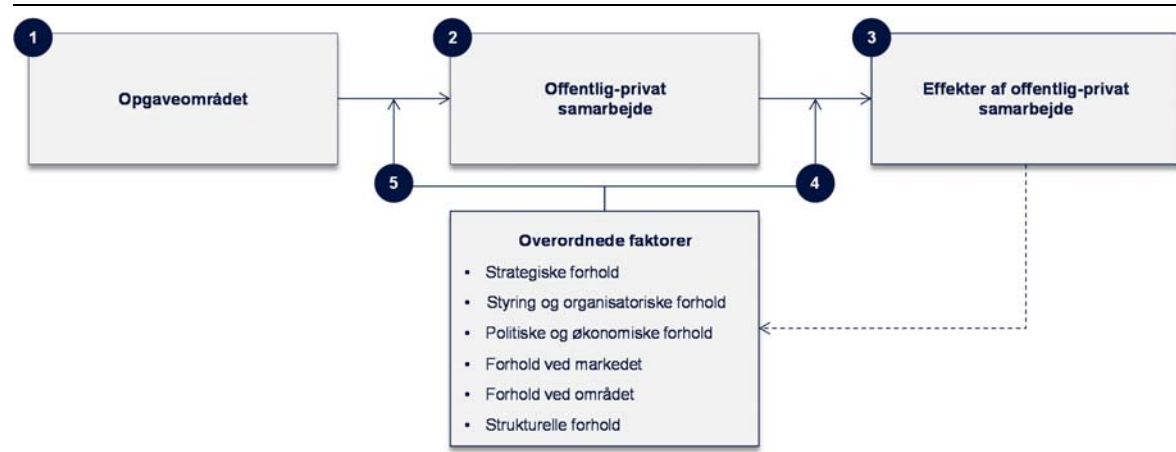 1
Opgaveområdet
2
Offentlig-privat
samarbejde
3
Effekter af offentlig-privat
samarbejde
5
4
Overordnede faktorer
• Strategiske forhold
• Styring og organisatoriske forhold
• Politiske og økonomiske forhold
• Forhold ved markedet
• Forhold ved området
• Strukturelle forhold